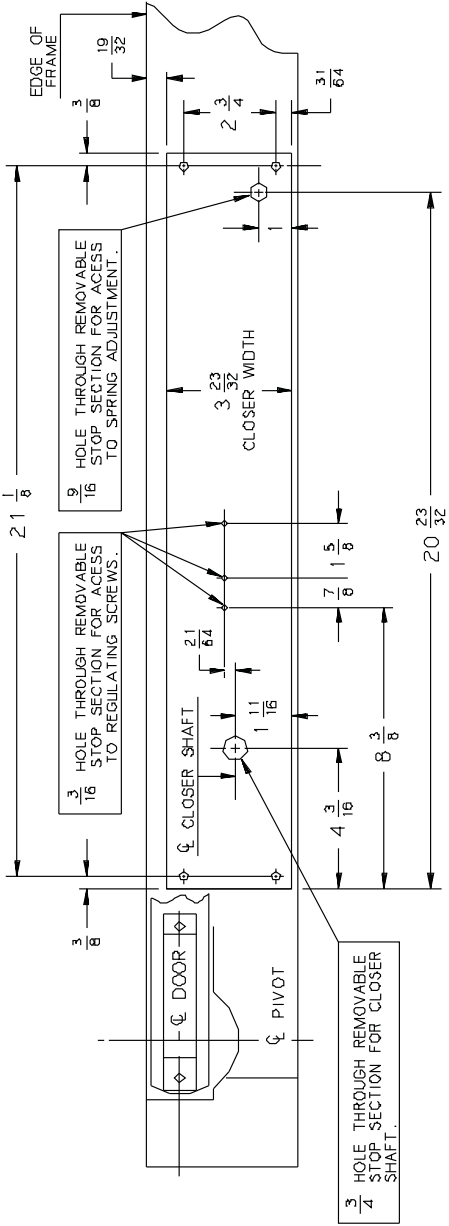 EDGE OF
FRAME
19/32
3/8
21 1/8
2 3/4
31/64
9/16 HOLE THROUGH REMOVABLE
STOP SECTION FOR ACESS
TO SPRING ADJUSTMENT.
3/16 HOLE THROUGH REMOVABLE
STOP SECTION FOR ACESS
TO REGULATING SCREWS.
1
3 23/32
CLOSER WIDTH
21/64
℄ CLOSER SHAFT
1 11/16
7/8
1 5/8
20 23/32
8 3/8
4 3/16
3/8
℄ DOOR
℄ PIVOT
3/4 HOLE THROUGH REMOVABLE
STOP SECTION FOR CLOSER
SHAFT.